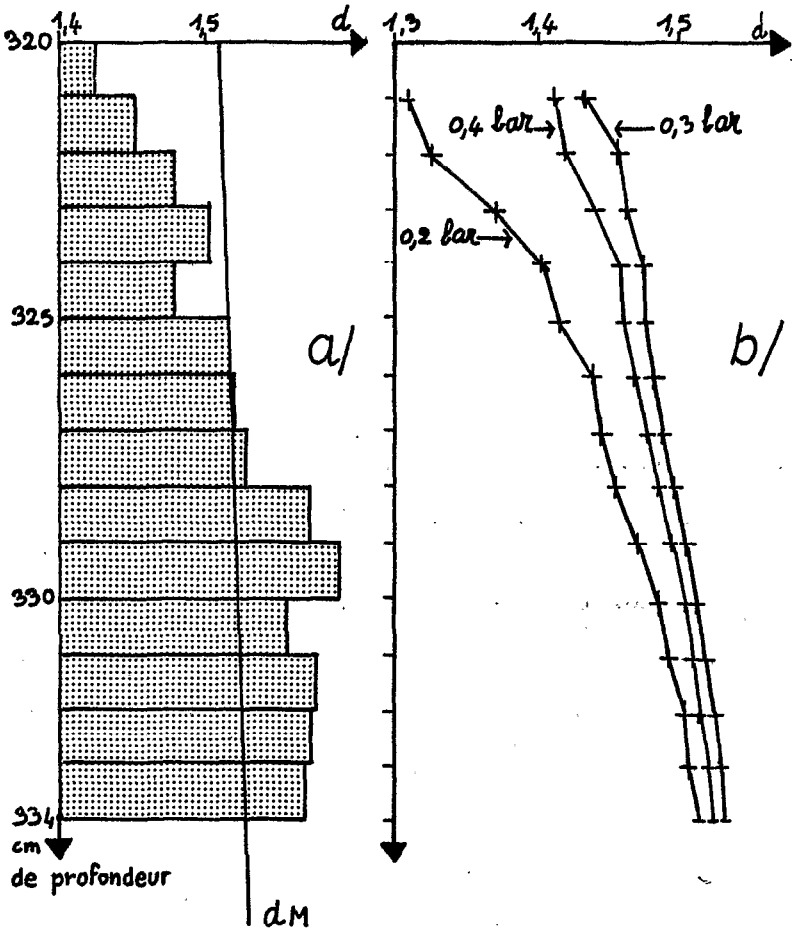 1,4 1,5 d
1,3 1,4 1,5 d
320
0,4 bar
0,3 bar
0,2 bar
325
a/
b/
330
334
cm
de profondeur
dM